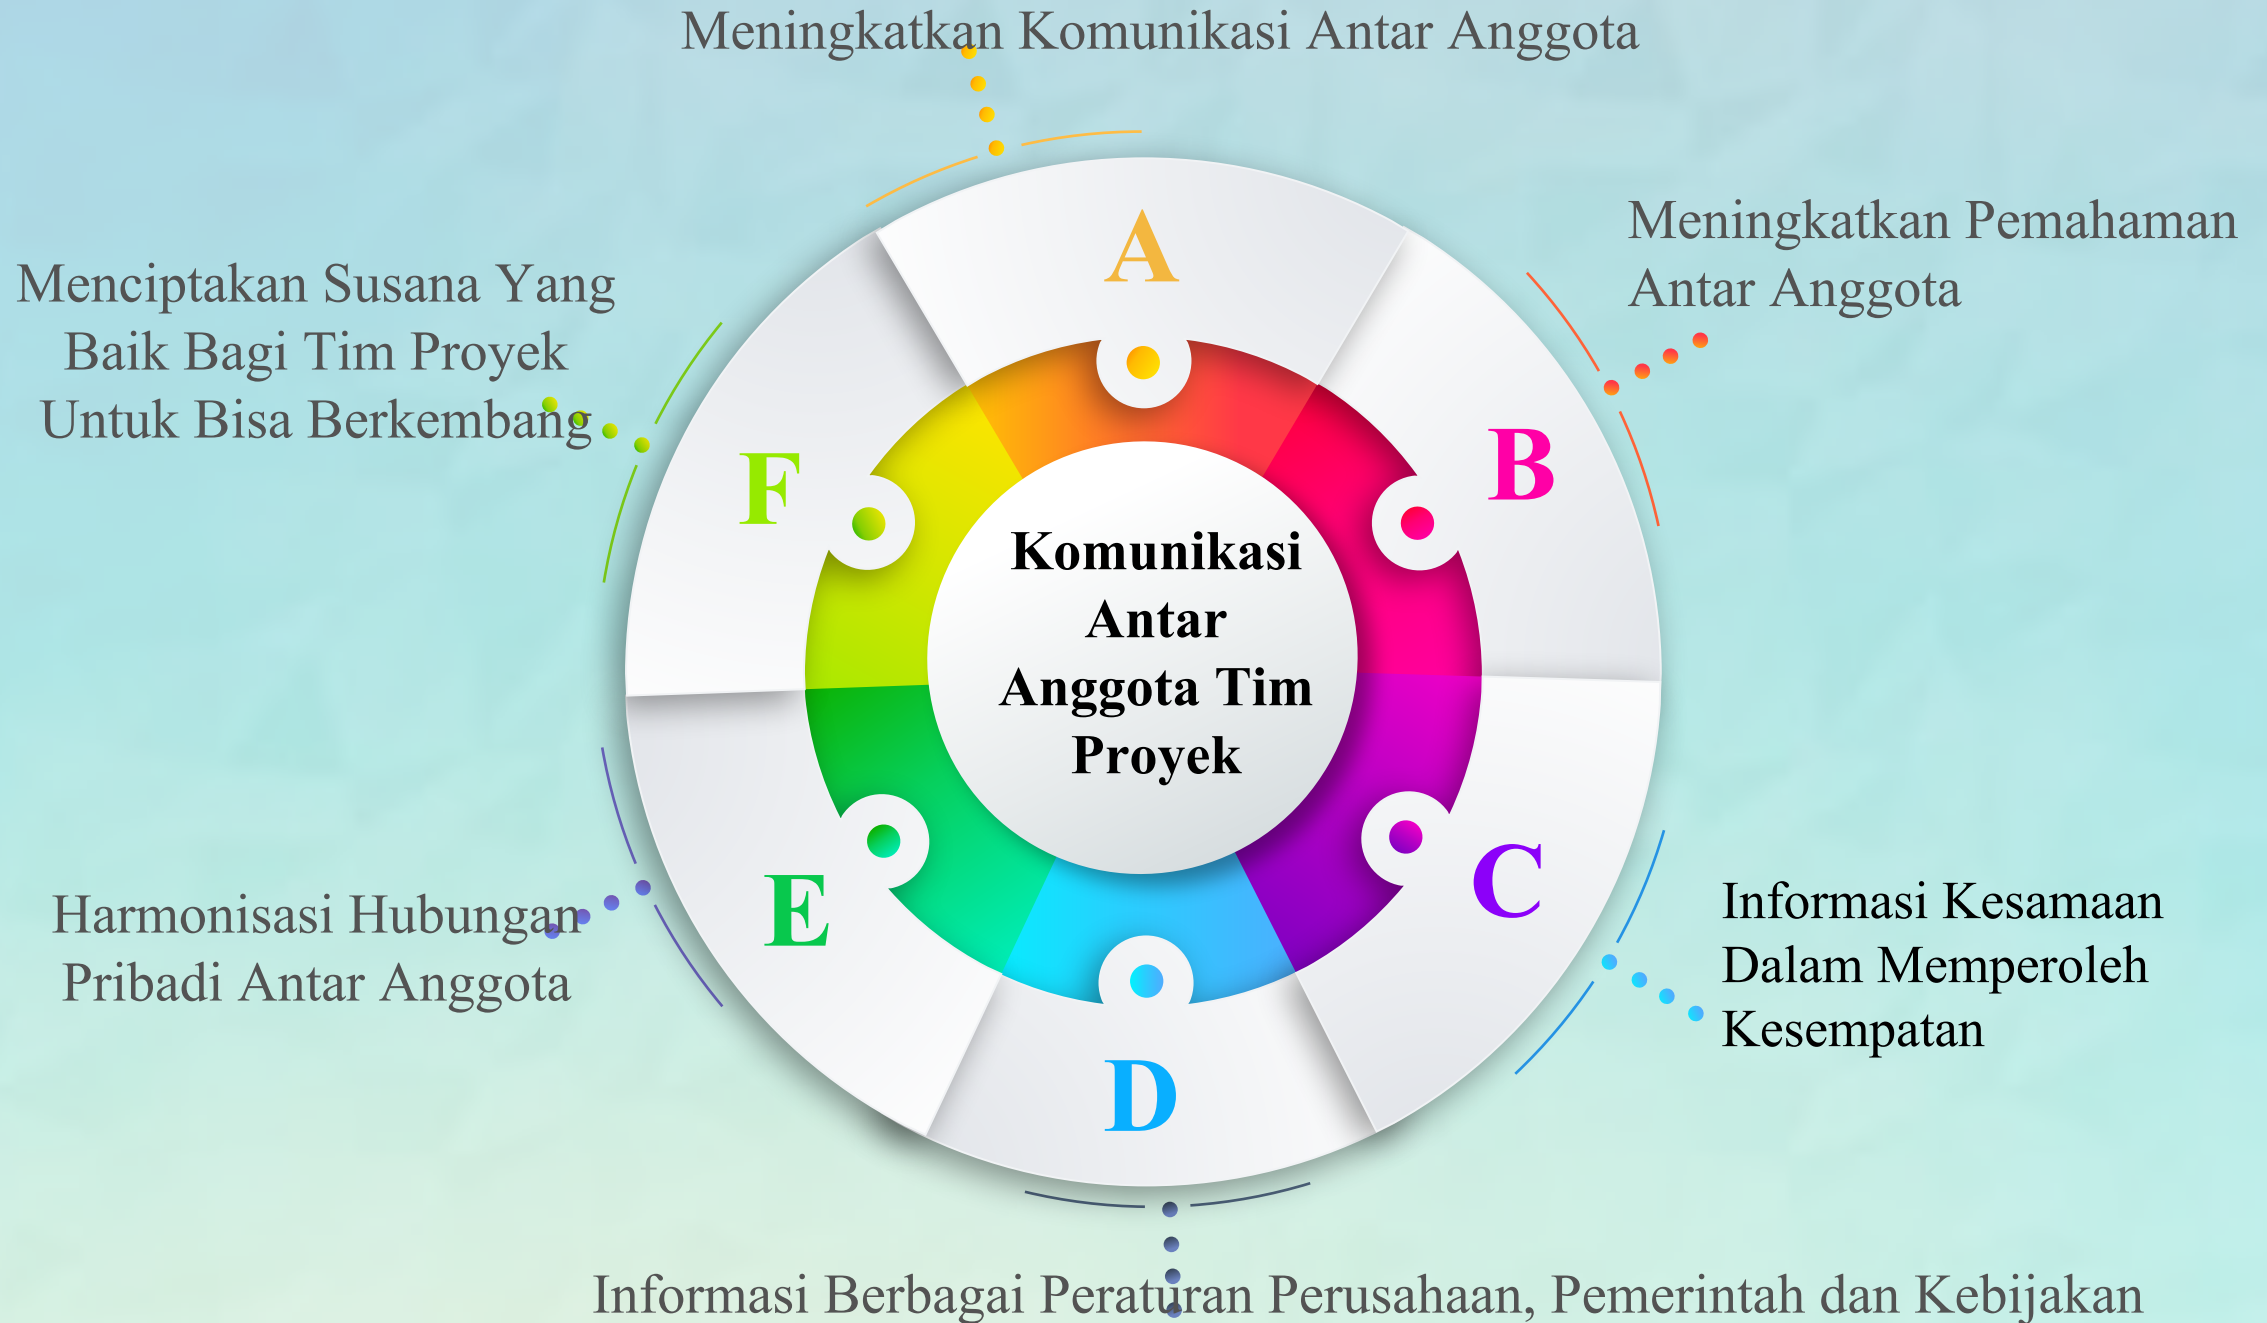 Meningkatkan Komunikasi Antar Anggota
A
Meningkatkan Pemahaman
Antar Anggota
B
Informasi Kesamaan
Dalam Memperoleh
Kesempatan
C
Informasi Berbagai Peraturan Perusahaan, Pemerintah dan Kebijakan
D
Harmonisasi Hubungan
Pribadi Antar Anggota
E
Menciptakan Susana Yang
Baik Bagi Tim Proyek
Untuk Bisa Berkembang
F
Komunikasi
Antar
Anggota Tim
Proyek